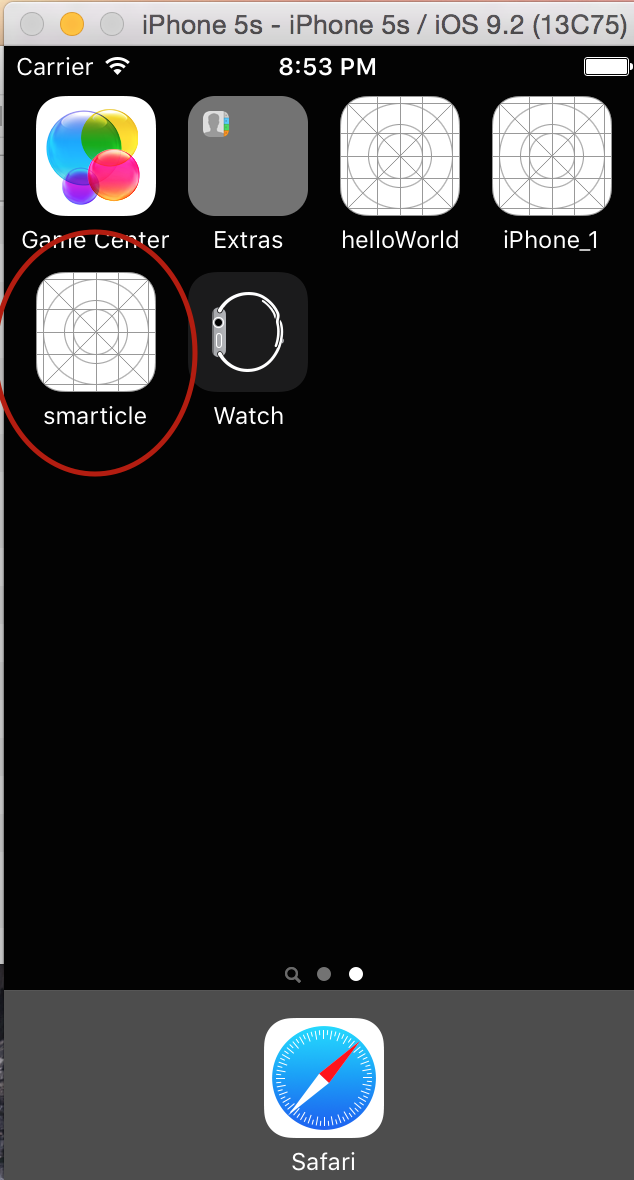 iPhone 5s - iPhone 5s / iOS 9.2 (13C75)
Carrier 8:53 PM
Game Center Extras helloWorld iPhone_1
smarticle Watch
Safari